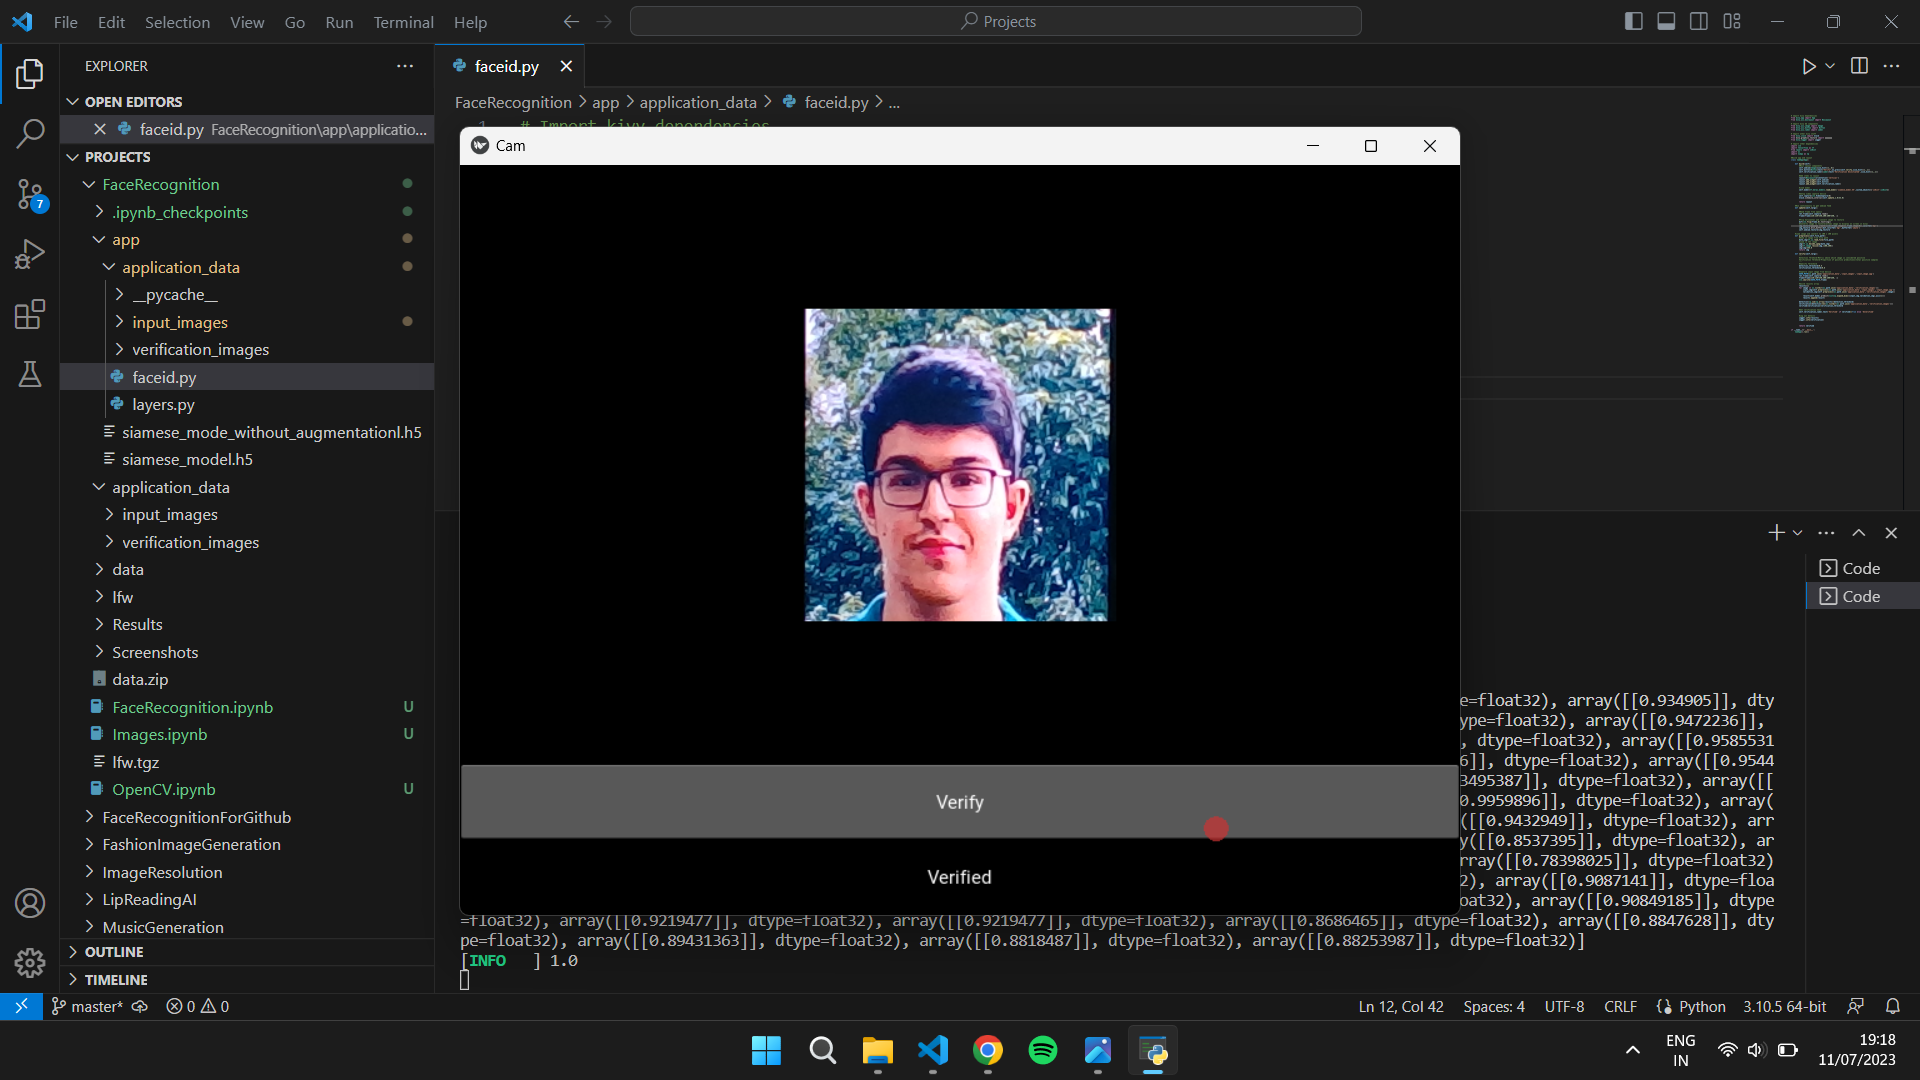 File Edit Selection View Go Run Terminal Help
Projects
EXPLORER
OPEN EDITORS
faceid.py FaceRecognition\app\applicatio...
PROJECTS
FaceRecognition
.ipynb_checkpoints
app
application_data
__pycache__
input_images
verification_images
faceid.py
layers.py
siamese_mode_without_augmentationl.h5
siamese_model.h5
application_data
input_images
verification_images
data
lfw
Results
Screenshots
data.zip
FaceRecognition.ipynb U
Images.ipynb U
lfw.tgz
OpenCV.ipynb U
FaceRecognitionForGithub
FashionImageGeneration
ImageResolution
LipReadingAI
MusicGeneration
OUTLINE
TIMELINE
7
faceid.py
FaceRecognition > app > application_data > faceid.py > ...
1 # Import kivy dependencies
Cam
Verify
Verified
Code
Code
e=float32), array([[0.934905]], dty
ype=float32), array([[0.9472236]],
, dtype=float32), array([[0.9585531
6]], dtype=float32), array([[0.9544
3495387]], dtype=float32), array([[
0.9959896]], dtype=float32), array(
([[0.9432949]], dtype=float32), arr
y([[0.8537395]], dtype=float32), ar
rray([[0.78398025]], dtype=float32)
2), array([[0.9087141]], dtype=floa
oat32), array([[0.90849185]], dtype
=float32), array([[0.9219477]], dtype=float32), array([[0.9219477]], dtype=float32), array([[0.8686465]], dtype=float32), array([[0.8847628]], dty
pe=float32), array([[0.89431363]], dtype=float32), array([[0.8818487]], dtype=float32), array([[0.88253987]], dtype=float32)]
[INFO ] 1.0
master* 0 0
Ln 12, Col 42 Spaces: 4 UTF-8 CRLF Python 3.10.5 64-bit
ENG
IN
19:18
11/07/2023